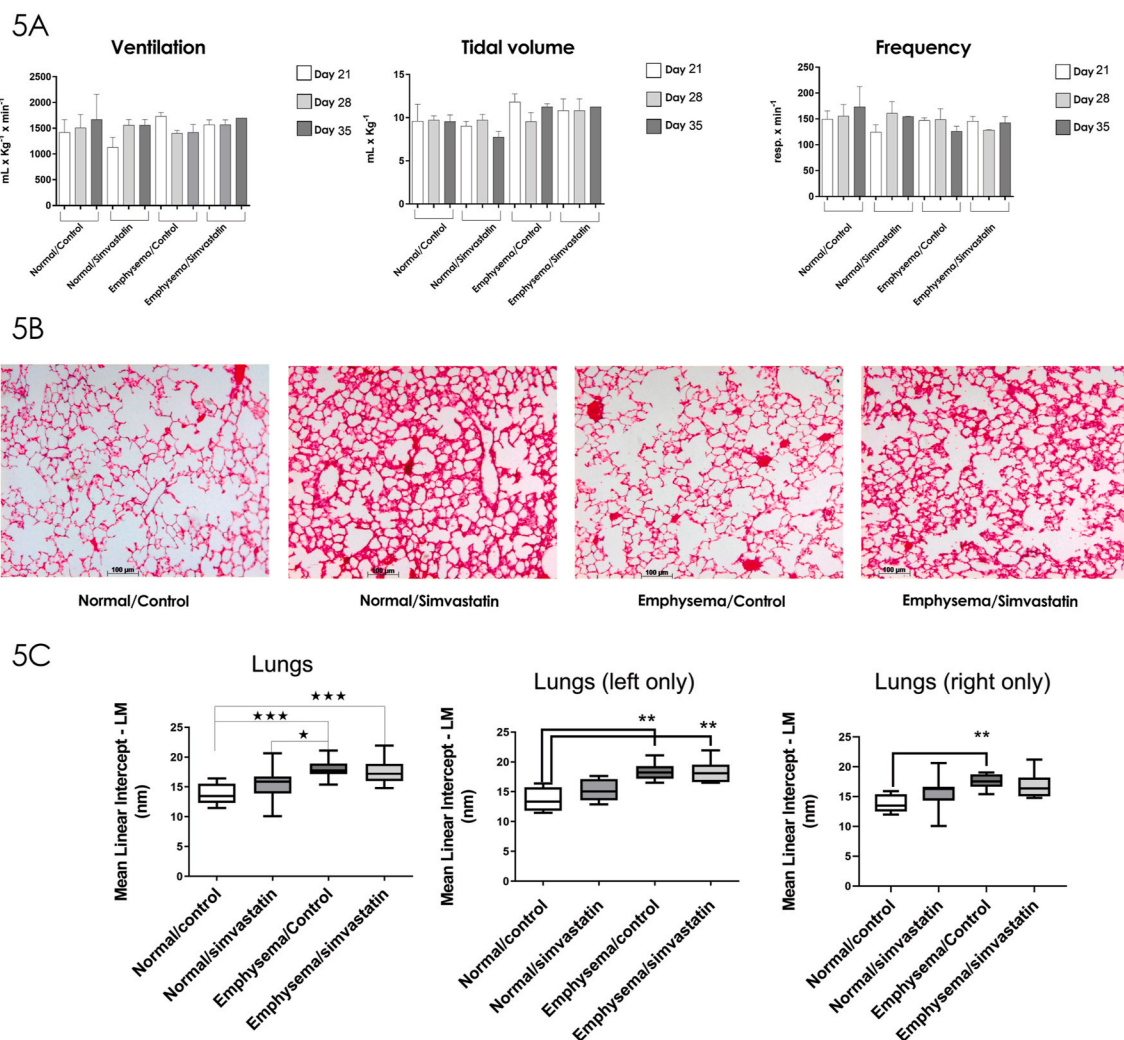 5A
Ventilation
Tidal volume
Frequency
mL x Kg⁻¹ x min⁻¹
2500
2000
1500
1000
500
0
Day 21
Day 28
Day 35
Normal/Control
Normal/Simvastatin
Emphysema/Control
Emphysema/Simvastatin
mL x Kg⁻¹
15
10
5
0
Day 21
Day 28
Day 35
Normal/Control
Normal/Simvastatin
Emphysema/Control
Emphysema/Simvastatin
resp. x min⁻¹
250
200
150
100
50
0
Day 21
Day 28
Day 35
Normal/Control
Normal/Simvastatin
Emphysema/Control
Emphysema/Simvastatin
5B
100 µm
100 µm
100 µm
100 µm
Normal/Control
Normal/Simvastatin
Emphysema/Control
Emphysema/Simvastatin
5C
Lungs
★★★
★★★
★
Mean Linear Intercept - LM
(nm)
25
20
15
10
5
0
Normal/control
Normal/simvastatin
Emphysema/Control
Emphysema/simvastatin
Lungs (left only)
**
**
Mean Linear Intercept - LM
(nm)
25
20
15
10
5
0
Normal/control
Normal/simvastatin
Emphysema/control
Emphysema/simvastatin
Lungs (right only)
**
Mean Linear Intercept - LM
(nm)
25
20
15
10
5
0
Normal/control
Normal/simvastatin
Emphysema/Control
Emphysema/simvastatin